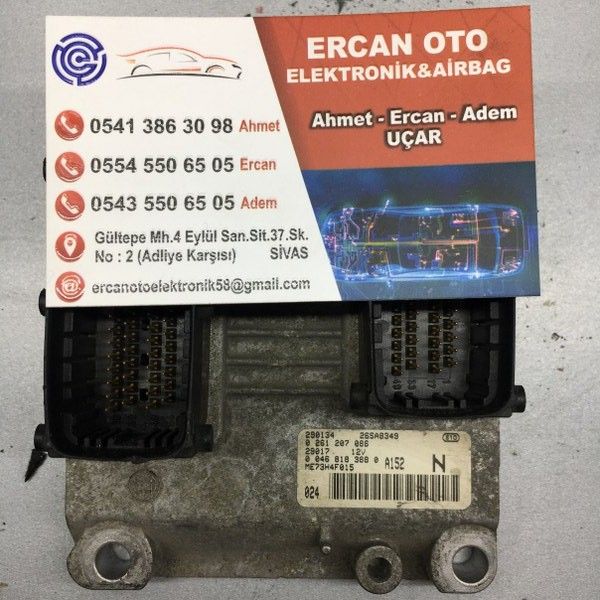 ERCAN OTO
ELEKTRONİK&AİRBAG
Ahmet - Ercan - Adem
UÇAR
0541 386 30 98 Ahmet
0554 550 65 05 Ercan
0543 550 65 05 Adem
Gültepe Mh.4 Eylül San.Sit.37.Sk.
No : 2 (Adliye Karşısı) SİVAS
ercanotoelektronik58@gmail.com
280134 26SA8349
0 261 207 086
29017 12V
0 046 818 388 0 A152 N
ME73H4F015
024